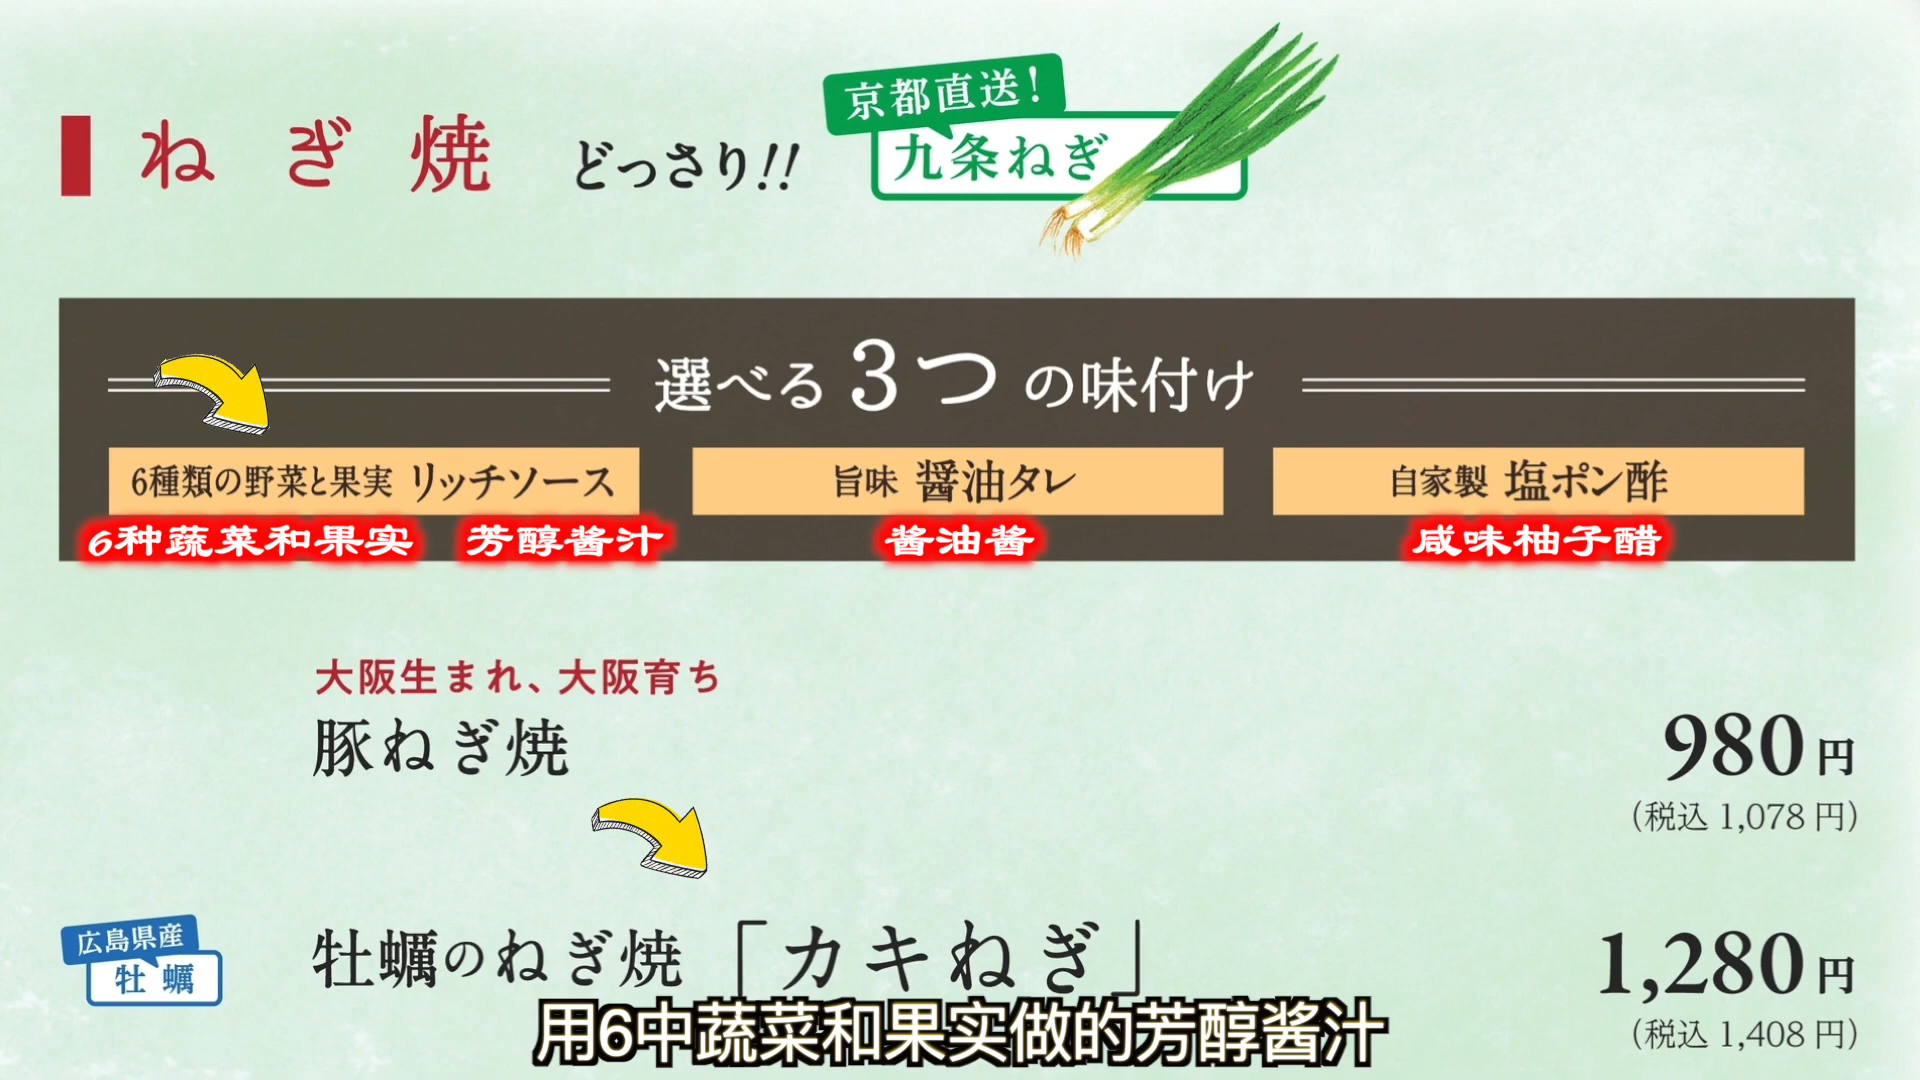 ねぎ焼 どっさり!!
京都直送!
九条ねぎ
選べる3つの味付け
6種類の野菜と果実 リッチソース
旨味 醤油タレ
自家製 塩ポン酢
6种蔬菜和果实 芳醇酱汁
酱油酱
咸味柚子醋
大阪生まれ、大阪育ち
豚ねぎ焼
980円
(税込 1,078 円)
広島県産
牡蠣
牡蠣のねぎ焼「カキねぎ」
1,280円
(税込 1,408 円)
用6中蔬菜和果实做的芳醇酱汁